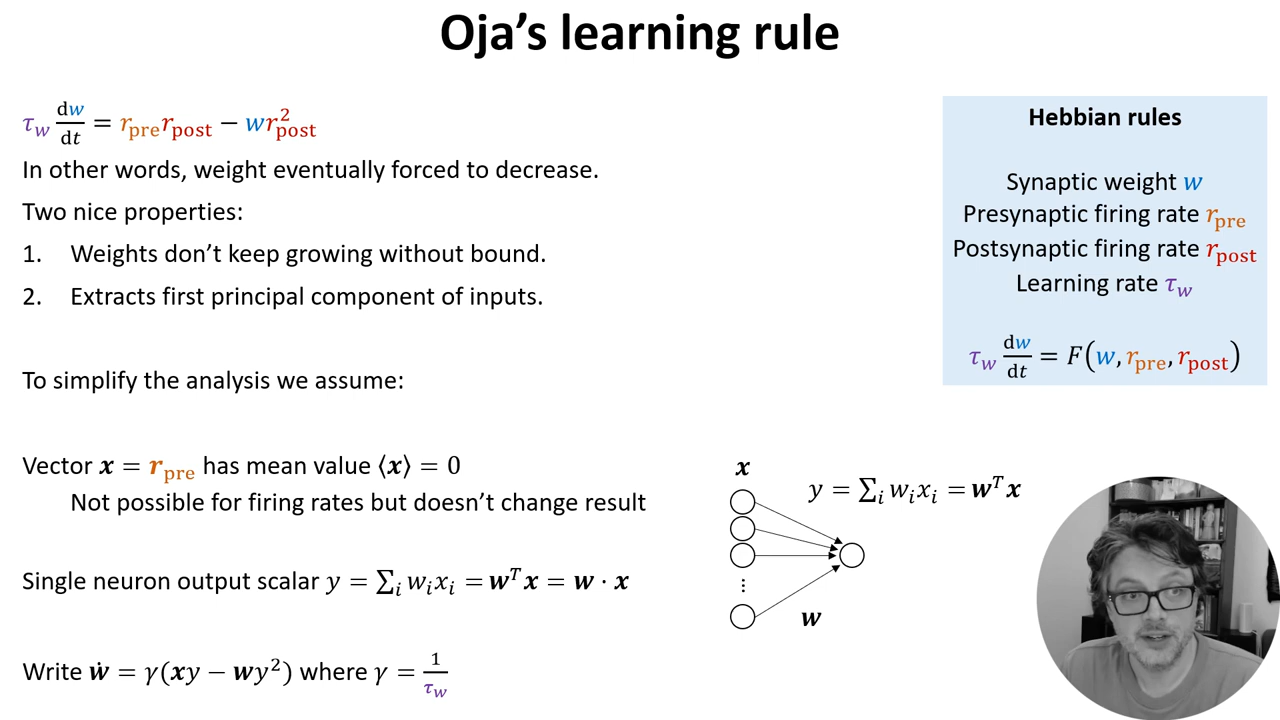 Oja's learning rule
τ_w dw/dt = r_pre r_post − w r²_post
In other words, weight eventually forced to decrease.
Two nice properties:
1. Weights don't keep growing without bound.
2. Extracts first principal component of inputs.
To simplify the analysis we assume:
Vector x = r_pre has mean value ⟨x⟩ = 0
Not possible for firing rates but doesn't change result
Single neuron output scalar y = ∑_i w_i x_i = w^T x = w · x
Write ẇ = γ(xy − wy²) where γ = 1/τ_w
Hebbian rules
Synaptic weight w
Presynaptic firing rate r_pre
Postsynaptic firing rate r_post
Learning rate τ_w
τ_w dw/dt = F(w, r_pre, r_post)
x
y = ∑_i w_i x_i = w^T x
⋮
w